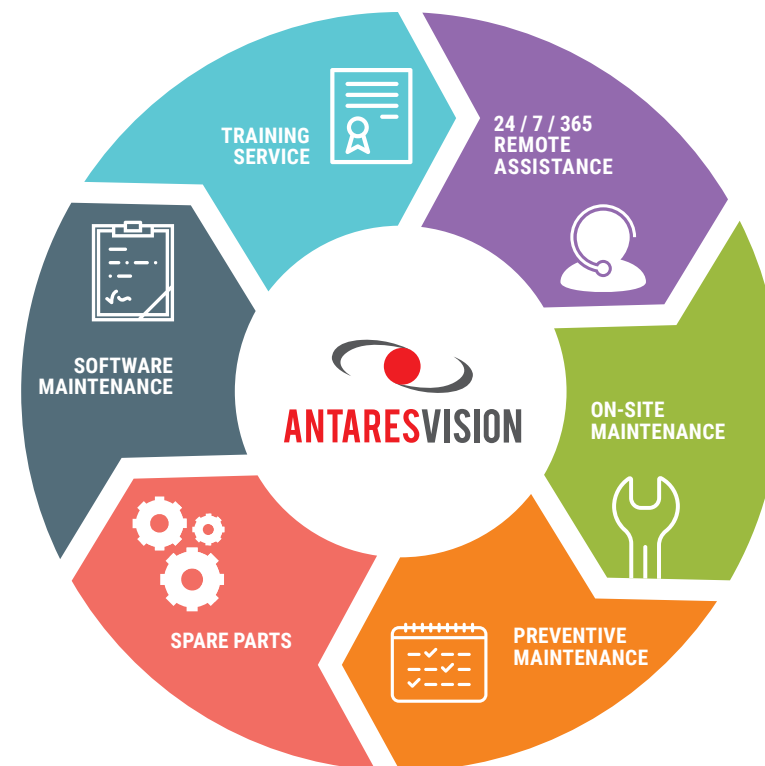 TRAINING
SERVICE
24 / 7 / 365
REMOTE
ASSISTANCE
ON-SITE
MAINTENANCE
PREVENTIVE
MAINTENANCE
SPARE PARTS
SOFTWARE
MAINTENANCE
ANTARESVISION